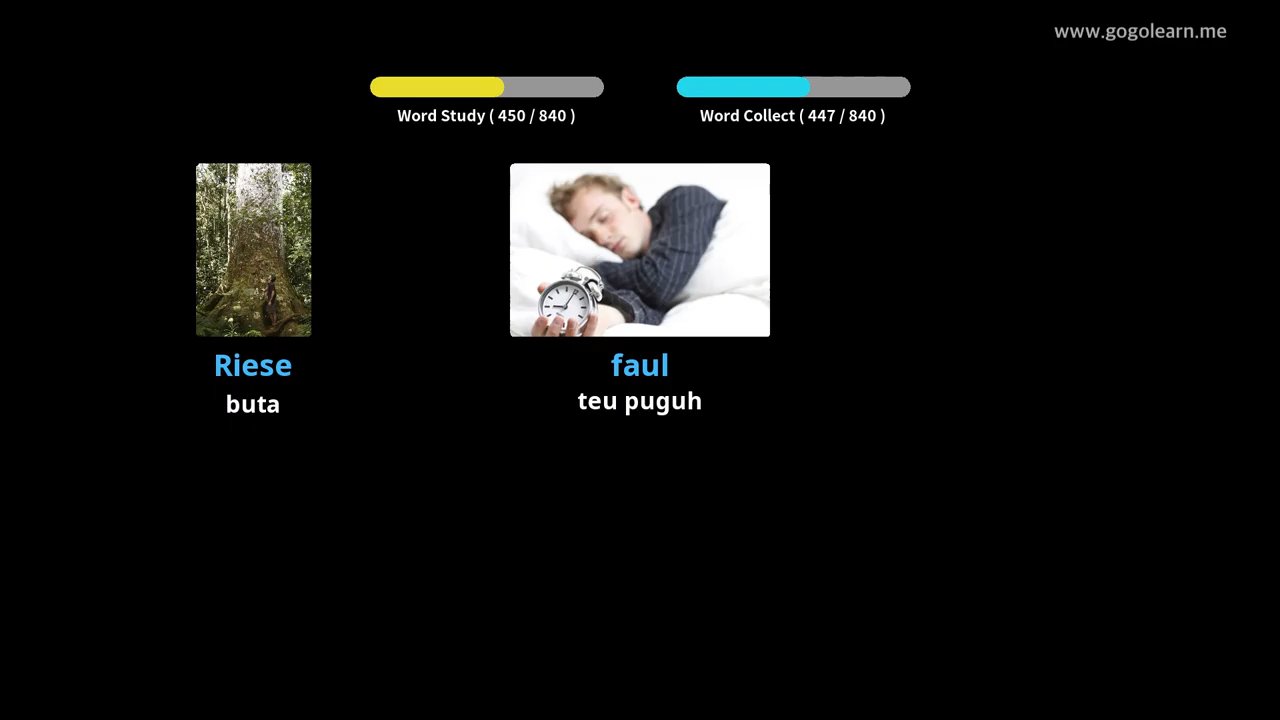 www.gogolearn.me
Word Study ( 450 / 840 )
Word Collect ( 447 / 840 )
Riese
buta
faul
teu puguh